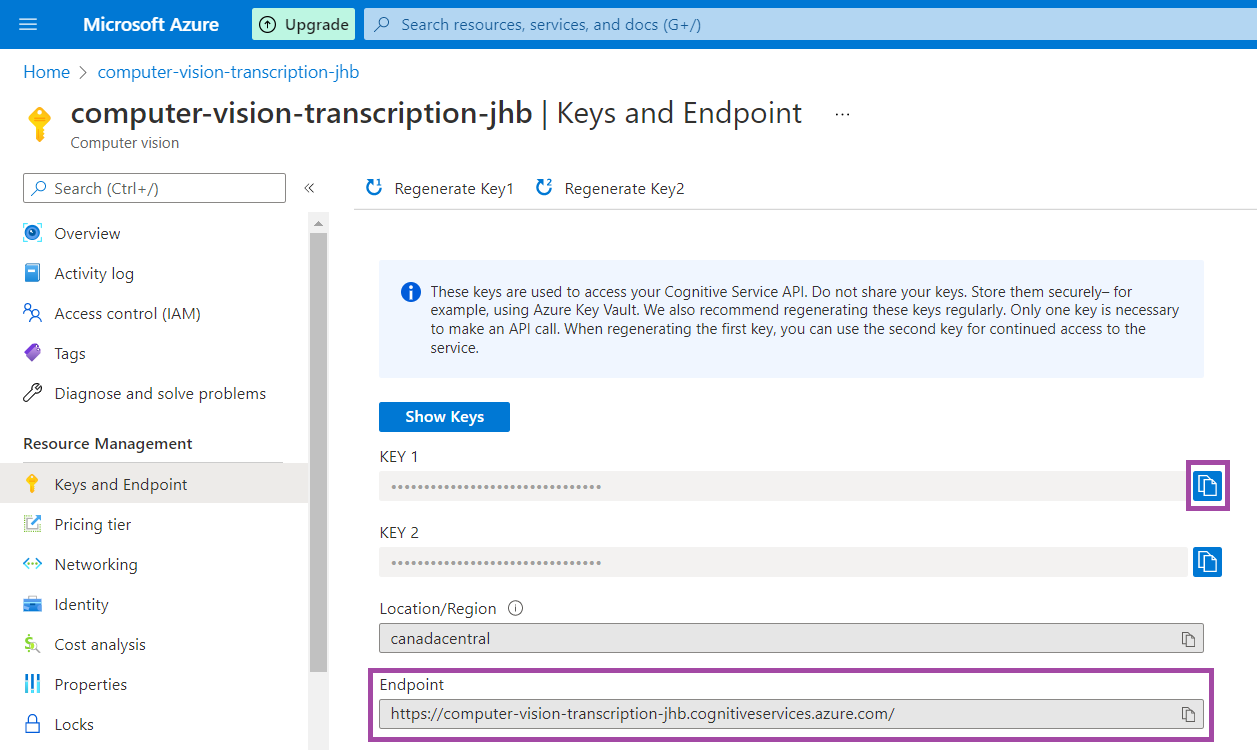 Microsoft Azure
Upgrade
Search resources, services, and docs (G+/)
Home > computer-vision-transcription-jhb
computer-vision-transcription-jhb | Keys and Endpoint ...
Computer vision
Search (Ctrl+/)
«
Regenerate Key1
Regenerate Key2
Overview
Activity log
Access control (IAM)
Tags
Diagnose and solve problems
Resource Management
Keys and Endpoint
Pricing tier
Networking
Identity
Cost analysis
Properties
Locks
These keys are used to access your Cognitive Service API. Do not share your keys. Store them securely– for
example, using Azure Key Vault. We also recommend regenerating these keys regularly. Only one key is necessary
to make an API call. When regenerating the first key, you can use the second key for continued access to the
service.
Show Keys
KEY 1
••••••••••••••••••••••••••••••••
KEY 2
••••••••••••••••••••••••••••••••
Location/Region
canadacentral
Endpoint
https://computer-vision-transcription-jhb.cognitiveservices.azure.com/